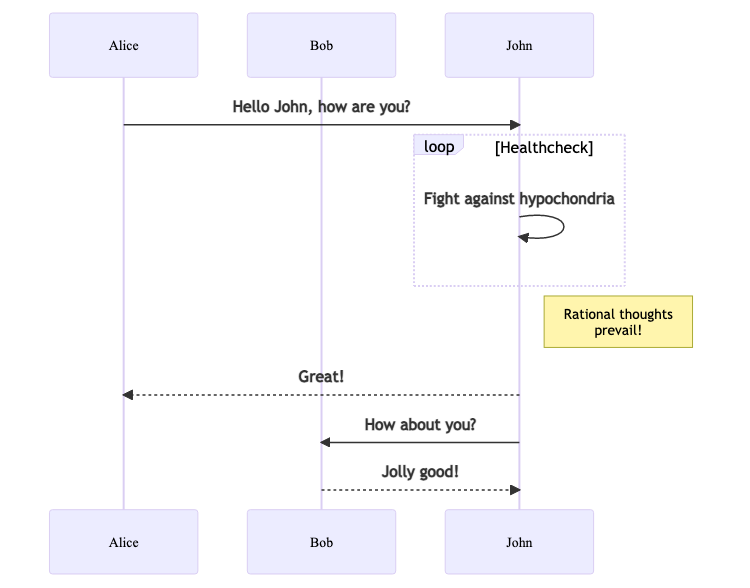 Alice
Bob
John
Hello John, how are you?
loop
[Healthcheck]
Fight against hypochondria
Rational thoughts
prevail!
Great!
How about you?
Jolly good!
Alice
Bob
John